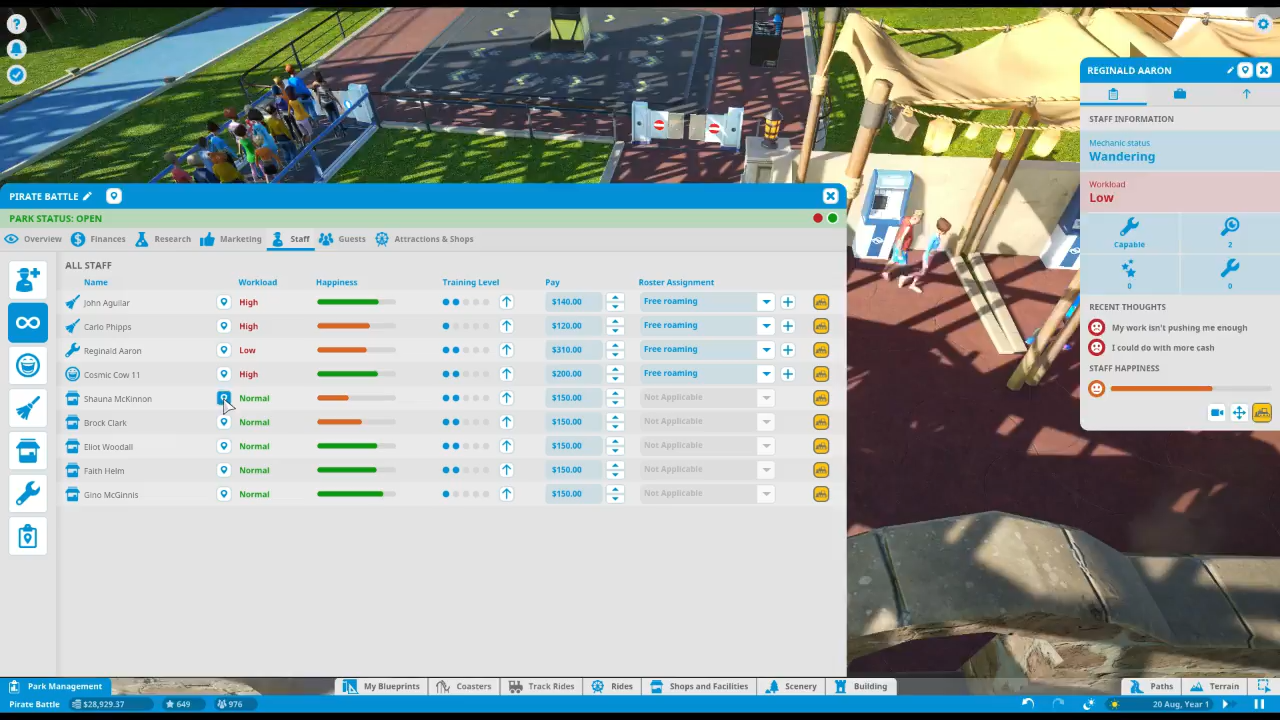 REGINALD AARON
STAFF INFORMATION
Mechanic status
Wandering
Workload
Low
Capable
2
0
0
RECENT THOUGHTS
My work isn't pushing me enough
I could do with more cash
STAFF HAPPINESS
PIRATE BATTLE
PARK STATUS: OPEN
Overview Finances Research Marketing Staff Guests Attractions & Shops
ALL STAFF
Name Workload Happiness Training Level Pay Roster Assignment
John Aguilar High $140.00 Free roaming
Carlo Phipps High $120.00 Free roaming
Reginald Aaron Low $310.00 Free roaming
Cosmic Cow 11 High $200.00 Free roaming
Shauna McKinnon Normal $150.00 Not Applicable
Brock Clark Normal $150.00 Not Applicable
Eliot Woodall Normal $150.00 Not Applicable
Faith Helm Normal $150.00 Not Applicable
Gino McGinnis Normal $150.00 Not Applicable
Park Management My Blueprints Coasters Track Rides Rides Shops and Facilities Scenery Building Paths Terrain
Pirate Battle $28,929.37 649 976 20 Aug, Year 1